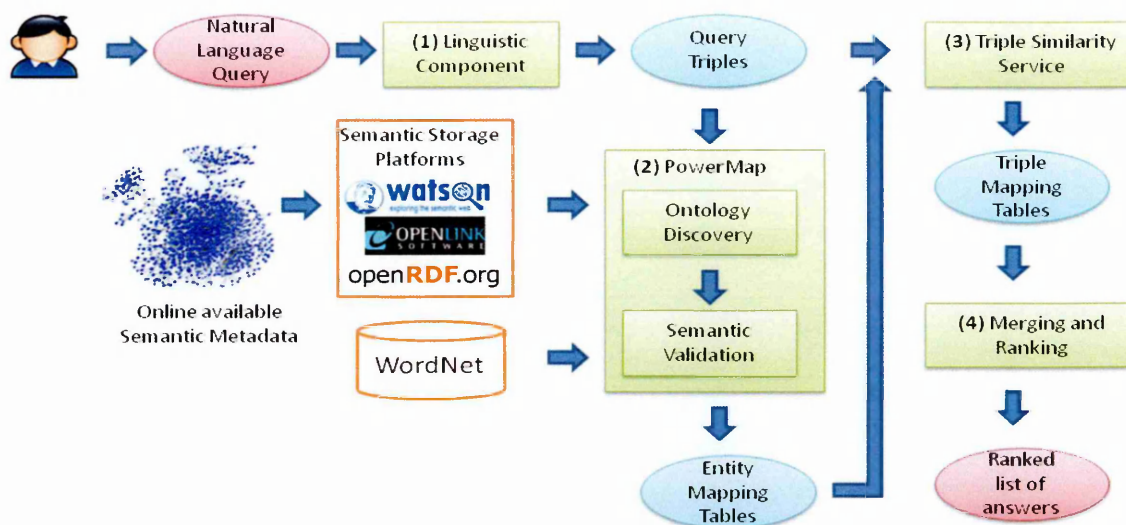 Natural
Language
Query
(1) Linguistic
Component
Query
Triples
(3) Triple Similarity
Service
Semantic Storage
Platforms
watson
exploring the semantic web
OPENLINK
SOFTWARE
openRDF.org
Online available
Semantic Metadata
WordNet
(2) PowerMap
Ontology
Discovery
Semantic
Validation
Entity
Mapping
Tables
Triple
Mapping
Tables
(4) Merging and
Ranking
Ranked
list of
answers